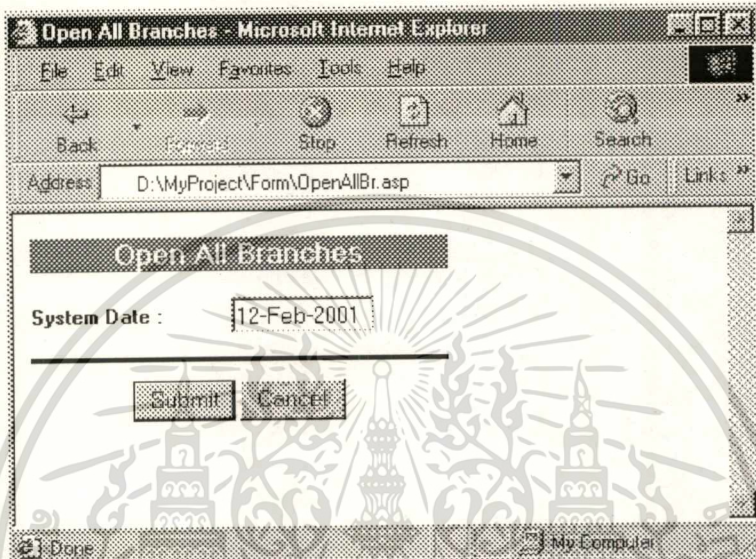 Open All Branches - Microsoft Internet Explorer
File Edit View Favorites Tools Help
Back Forward Stop Refresh Home Search »
Address D:\MyProject\Form\OpenAllBr.asp Go Links »
Open All Branches
System Date : 12-Feb-2001
Submit Cancel
Done My Computer